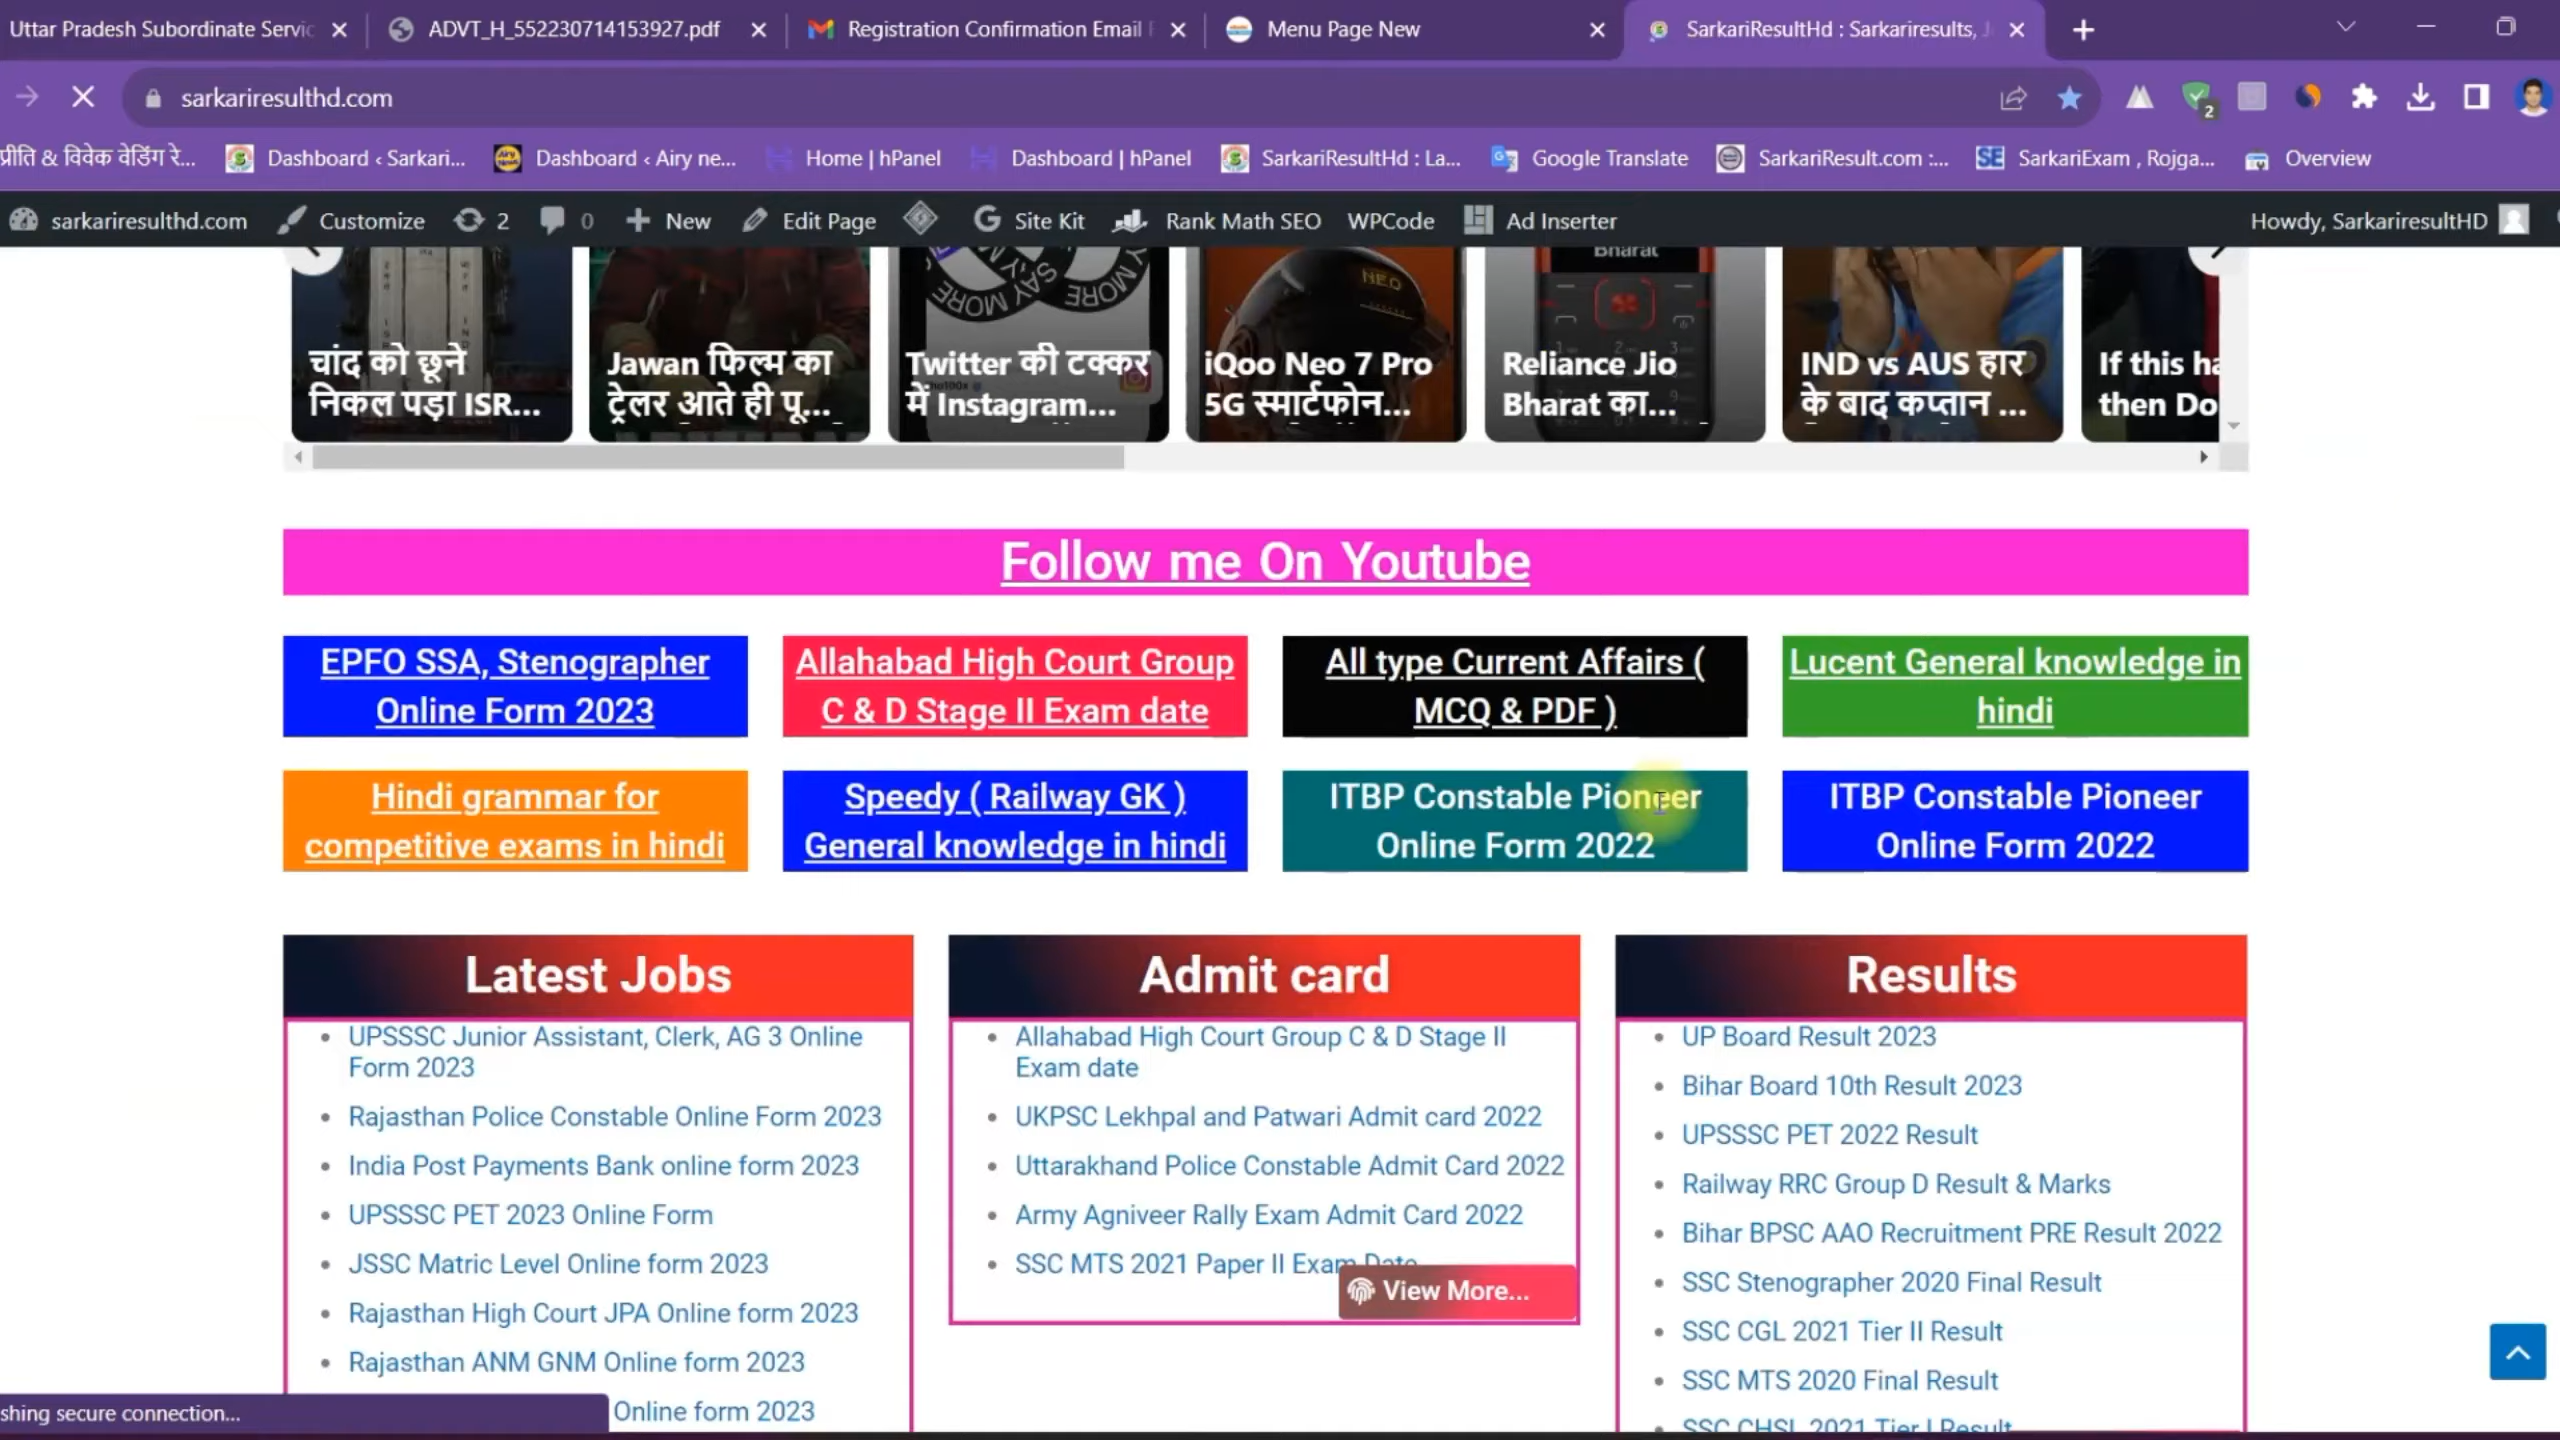 Uttar Pradesh Subordinate Servic
ADVT_H_552230714153927.pdf
Registration Confirmation Email
Menu Page New
SarkariResultHd : Sarkariresults, J
sarkariresulthd.com
2
प्रीति & विवेक वेडिंग रे...
Dashboard ‹ Sarkari...
Dashboard ‹ Airy ne...
Home | hPanel
Dashboard | hPanel
SarkariResultHd : La...
Google Translate
SarkariResult.com :...
SarkariExam , Rojga...
Overview
sarkariresulthd.com
Customize
2
0
New
Edit Page
Site Kit
Rank Math SEO
WPCode
Ad Inserter
Howdy, SarkariresultHD
चांद को छूने
निकल पड़ा ISR...
Jawan फिल्म का
ट्रेलर आते ही पू...
SAY MORE
Twitter की टक्कर
में Instagram...
NEO
iQoo Neo 7 Pro
5G स्मार्टफोन...
Bharat
Reliance Jio
Bharat का...
IND vs AUS हार
के बाद कप्तान ...
If this ha
then Do
Follow me On Youtube
EPFO SSA, Stenographer
Online Form 2023
Allahabad High Court Group
C & D Stage II Exam date
All type Current Affairs (
MCQ & PDF )
Lucent General knowledge in
hindi
Hindi grammar for
competitive exams in hindi
Speedy ( Railway GK )
General knowledge in hindi
ITBP Constable Pioneer
Online Form 2022
ITBP Constable Pioneer
Online Form 2022
Latest Jobs
UPSSSC Junior Assistant, Clerk, AG 3 Online
Form 2023
Rajasthan Police Constable Online Form 2023
India Post Payments Bank online form 2023
UPSSSC PET 2023 Online Form
JSSC Matric Level Online form 2023
Rajasthan High Court JPA Online form 2023
Rajasthan ANM GNM Online form 2023
Online form 2023
Admit card
Allahabad High Court Group C & D Stage II
Exam date
UKPSC Lekhpal and Patwari Admit card 2022
Uttarakhand Police Constable Admit Card 2022
Army Agniveer Rally Exam Admit Card 2022
SSC MTS 2021 Paper II Exam Date
View More...
Results
UP Board Result 2023
Bihar Board 10th Result 2023
UPSSSC PET 2022 Result
Railway RRC Group D Result & Marks
Bihar BPSC AAO Recruitment PRE Result 2022
SSC Stenographer 2020 Final Result
SSC CGL 2021 Tier II Result
SSC MTS 2020 Final Result
SSC CHSL 2021 Tier I Result
shing secure connection...